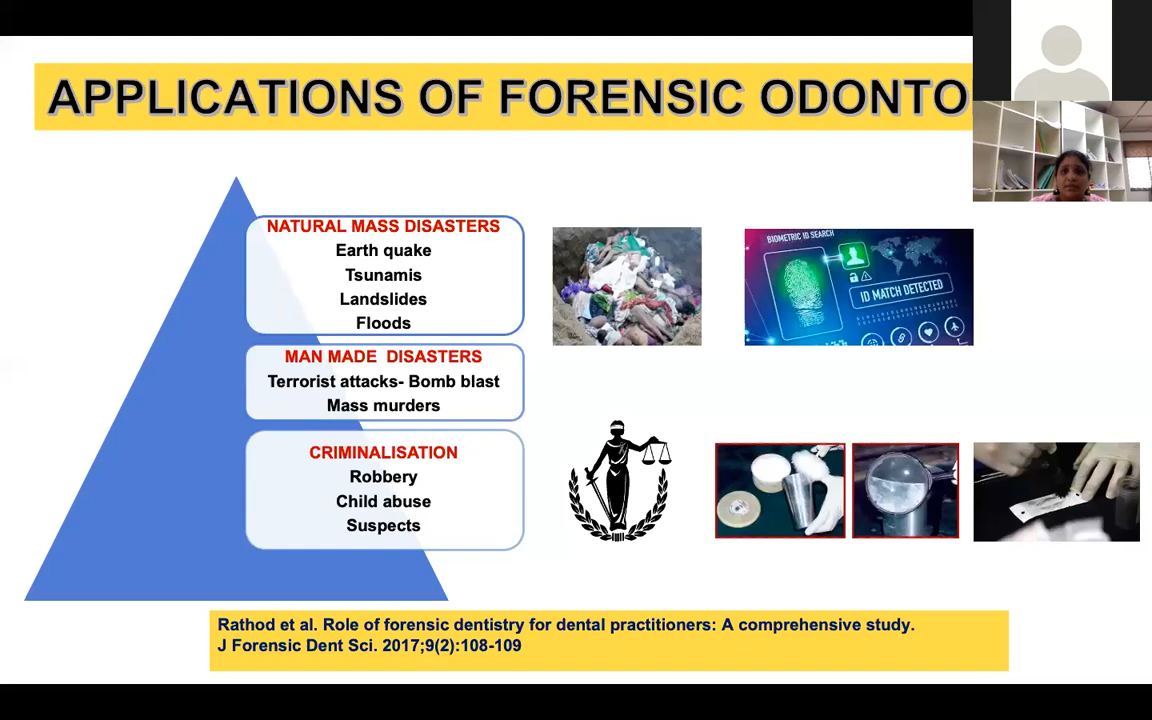 APPLICATIONS OF FORENSIC ODONTO
NATURAL MASS DISASTERS
Earth quake
Tsunamis
Landslides
Floods
BIOMETRIC ID SEARCH
ID MATCH DETECTED
MAN MADE DISASTERS
Terrorist attacks- Bomb blast
Mass murders
CRIMINALISATION
Robbery
Child abuse
Suspects
Rathod et al. Role of forensic dentistry for dental practitioners: A comprehensive study.
J Forensic Dent Sci. 2017;9(2):108-109